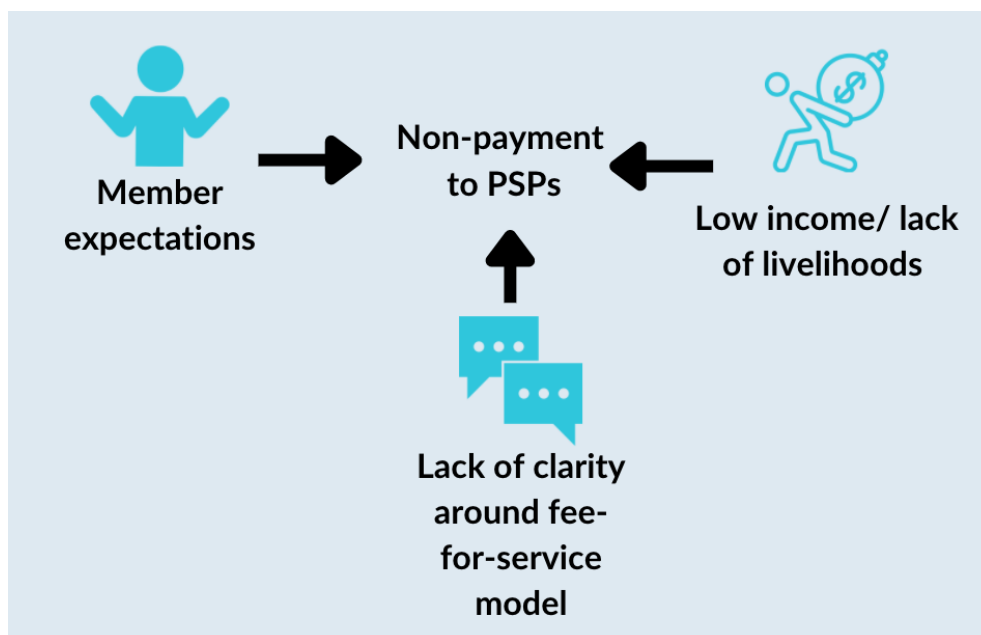 Member
expectations
Non-payment
to PSPs
Low income/ lack
of livelihoods
Lack of clarity
around fee-
for-service
model